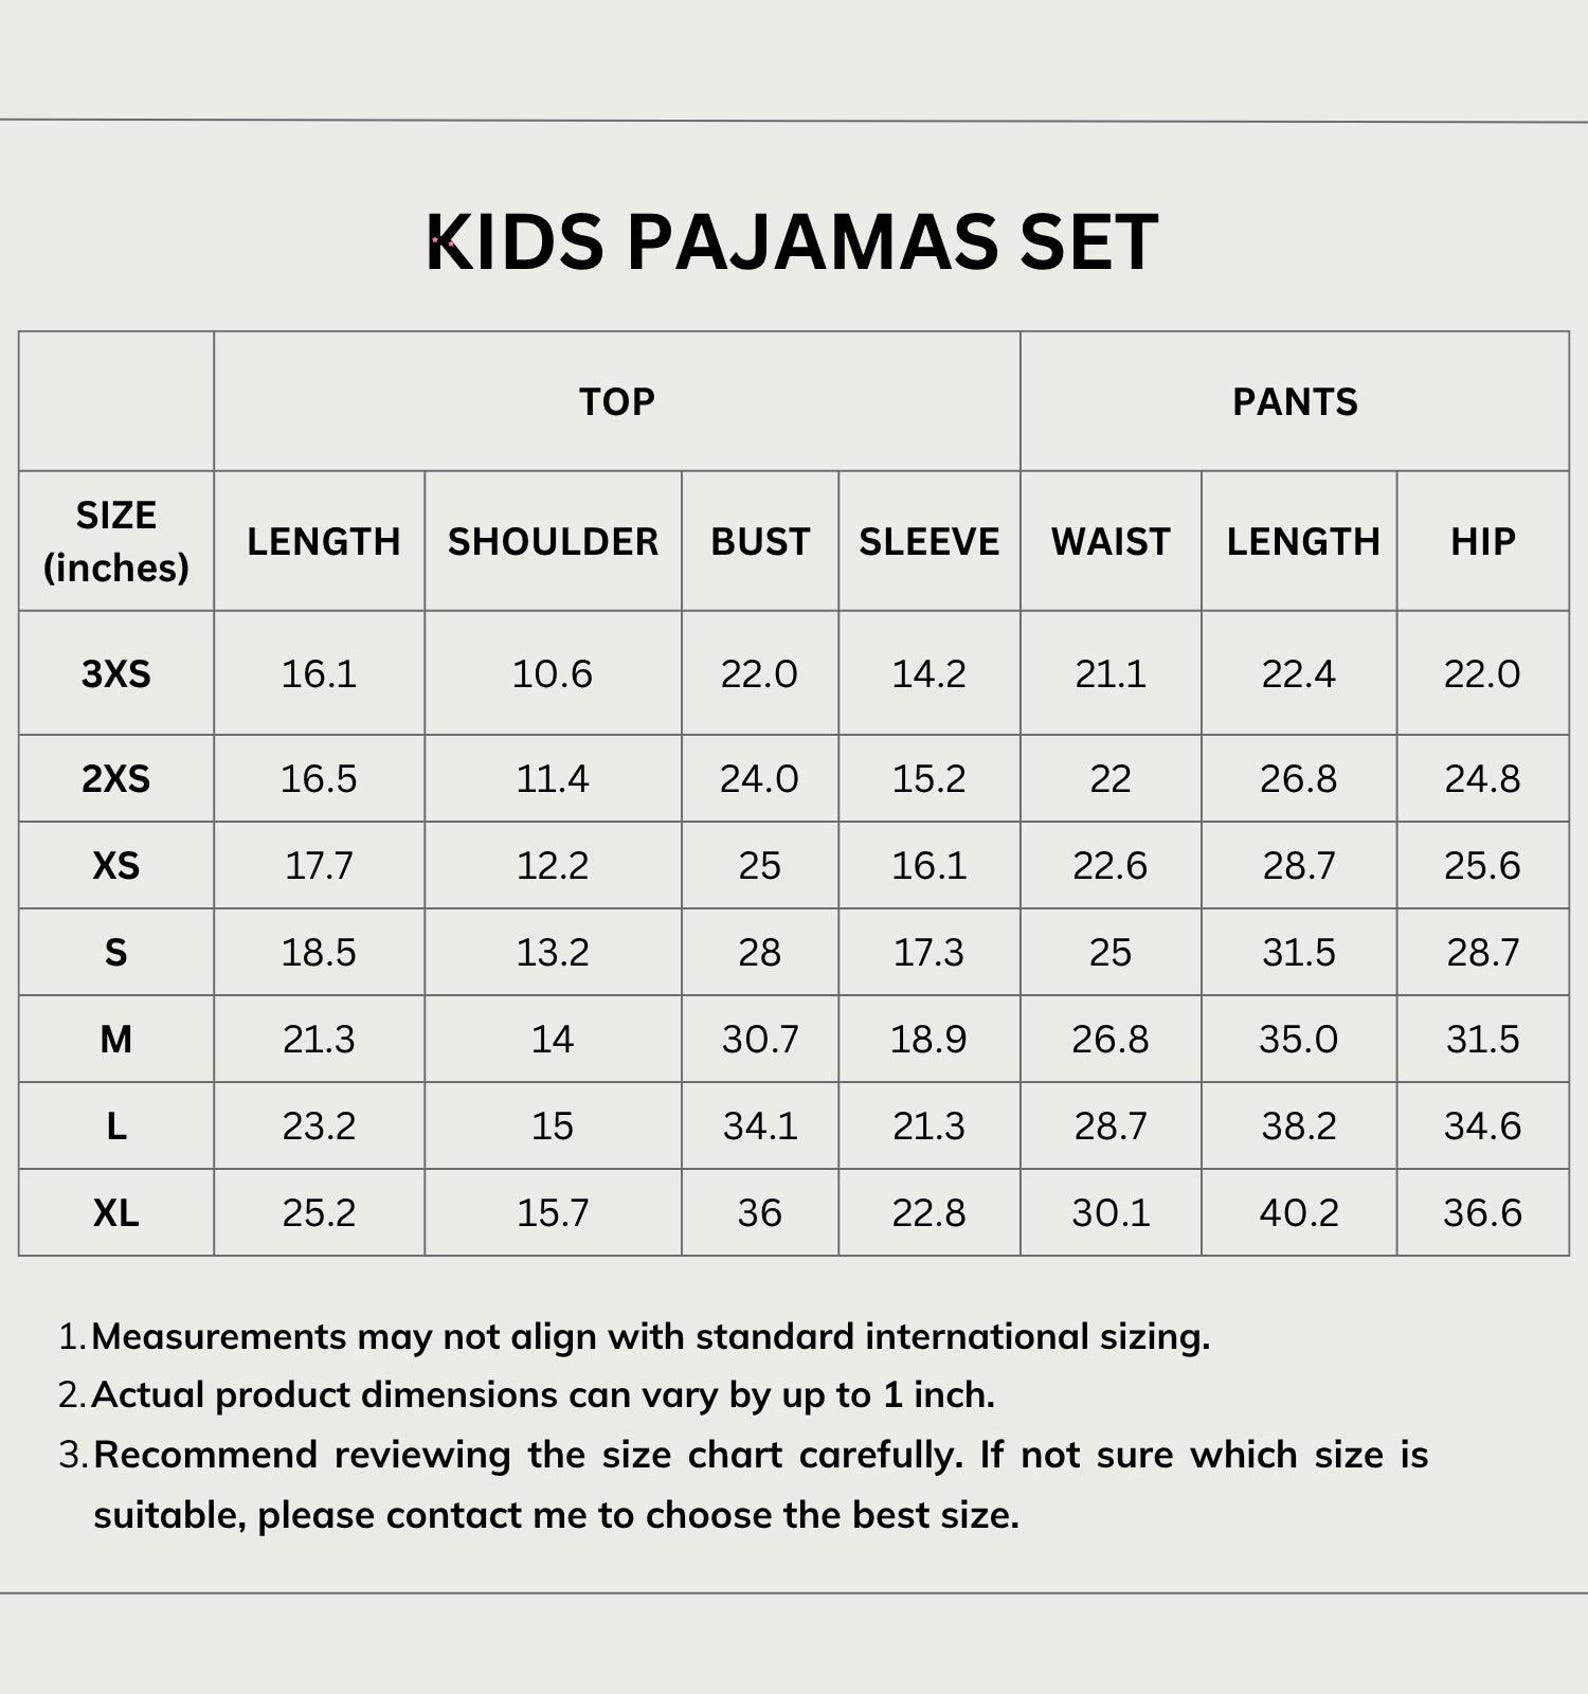 KIDS PAJAMAS SET
TOP PANTS
SIZE
(inches) LENGTH SHOULDER BUST SLEEVE WAIST LENGTH HIP
3XS 16.1 10.6 22.0 14.2 21.1 22.4 22.0
2XS 16.5 11.4 24.0 15.2 22 26.8 24.8
XS 17.7 12.2 25 16.1 22.6 28.7 25.6
S 18.5 13.2 28 17.3 25 31.5 28.7
M 21.3 14 30.7 18.9 26.8 35.0 31.5
L 23.2 15 34.1 21.3 28.7 38.2 34.6
XL 25.2 15.7 36 22.8 30.1 40.2 36.6
1. Measurements may not align with standard international sizing.
2. Actual product dimensions can vary by up to 1 inch.
3. Recommend reviewing the size chart carefully. If not sure which size is
suitable, please contact me to choose the best size.